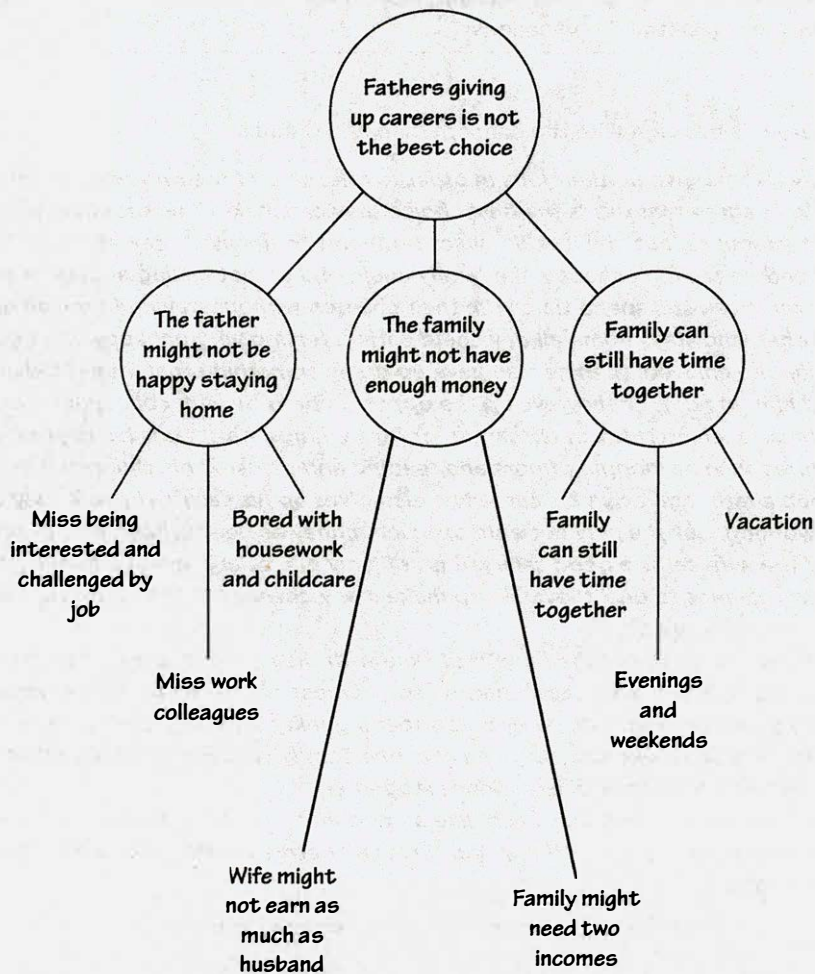 Fathers giving
up careers is not
the best choice
The father
might not be
happy staying
home
The family
might not have
enough money
Family can
still have time
together
Miss being
interested and
challenged by
job
Bored with
housework
and childcare
Family
can still
have time
together
Vacation
Miss work
colleagues
Evenings
and
weekends
Wife might
not earn as
much as
husband
Family might
need two
incomes